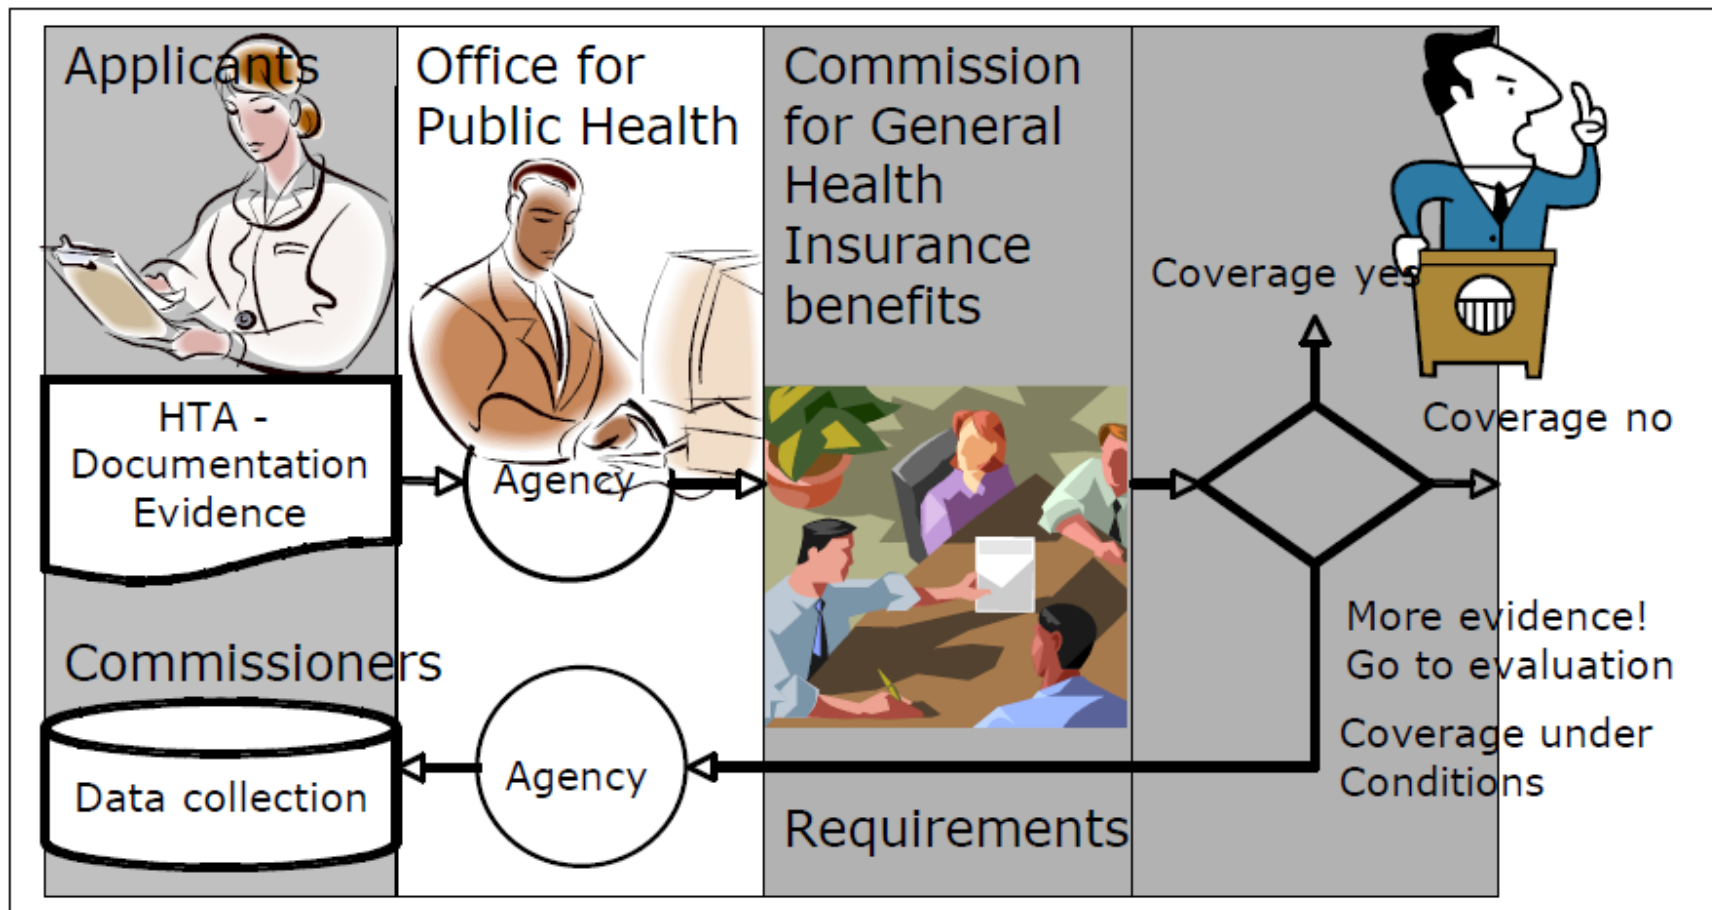 Applicants
Office for
Public Health
Commission
for General
Health
Insurance
benefits
Coverage yes
Coverage no
HTA -
Documentation
Evidence
Agency
More evidence!
Go to evaluation
Coverage under
Conditions
Commissioners
Data collection
Agency
Requirements